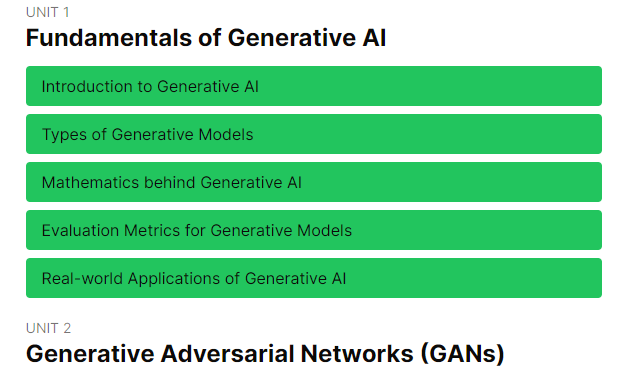 UNIT 1
Fundamentals of Generative AI
Introduction to Generative AI
Types of Generative Models
Mathematics behind Generative AI
Evaluation Metrics for Generative Models
Real-world Applications of Generative AI
UNIT 2
Generative Adversarial Networks (GANs)